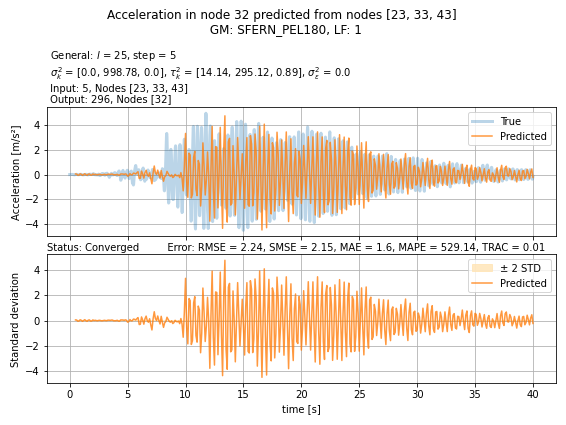 Acceleration in node 32 predicted from nodes [23, 33, 43]
GM: SFERN_PEL180, LF: 1
General: l = 25, step = 5
σ²ₖ = [0.0, 998.78, 0.0], τ²ₖ = [14.14, 295.12, 0.89], σ²ε = 0.0
Input: 5, Nodes [23, 33, 43]
Output: 296, Nodes [32]
Acceleration [m/s²]
4
2
0
−2
−4
True
Predicted
Status: Converged Error: RMSE = 2.24, SMSE = 2.15, MAE = 1.6, MAPE = 529.14, TRAC = 0.01
Standard deviation
4
2
0
−2
−4
± 2 STD
Predicted
0 5 10 15 20 25 30 35 40
time [s]